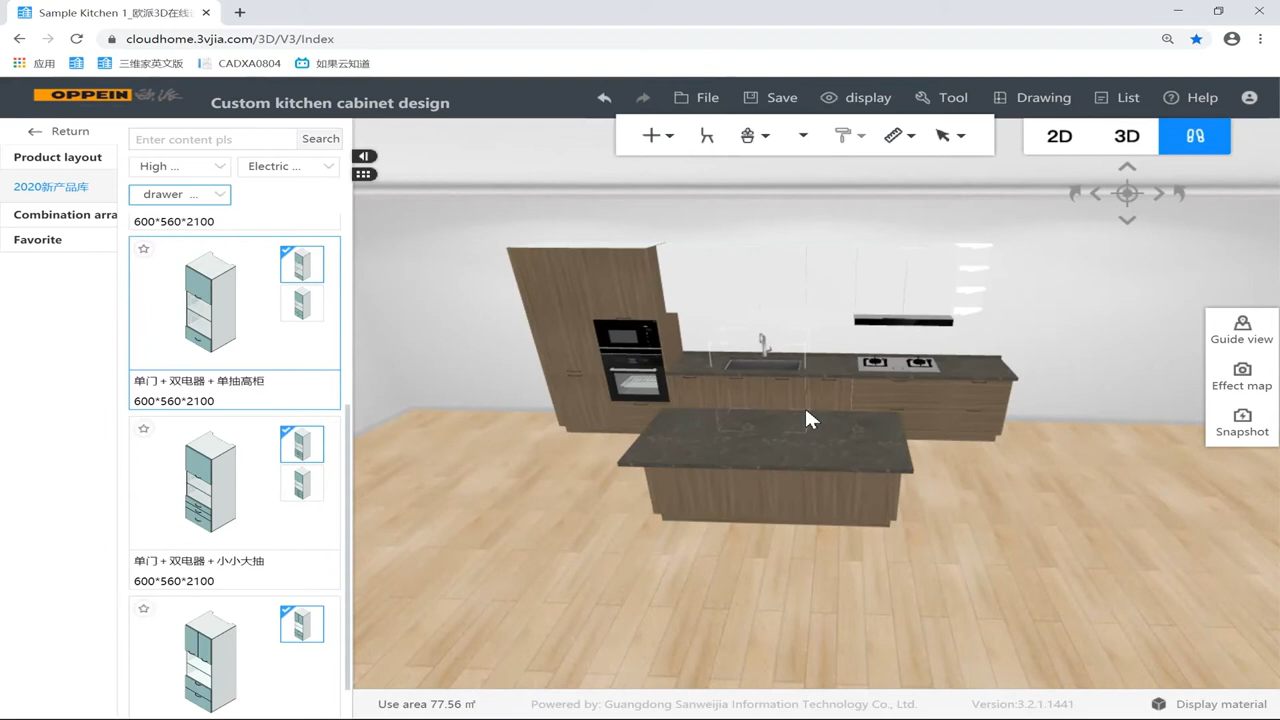 Sample Kitchen 1_欧派3D在线
cloudhome.3vjia.com/3D/V3/Index
应用
三维家英文版
CADXA0804
如果云知道
OPPEIN 欧派
Custom kitchen cabinet design
File
Save
display
Tool
Drawing
List
Help
Return
Product layout
2020新产品库
Combination arra
Favorite
Enter content pls
Search
High ...
Electric ...
drawer ...
600*560*2100
单门 + 双电器 + 单抽高柜
600*560*2100
单门 + 双电器 + 小小大抽
600*560*2100
2D
3D
Guide view
Effect map
Snapshot
Use area 77.56 ㎡
Powered by: Guangdong Sanweijia Information Technology Co., Ltd.
Version:3.2.1.1441
Display material